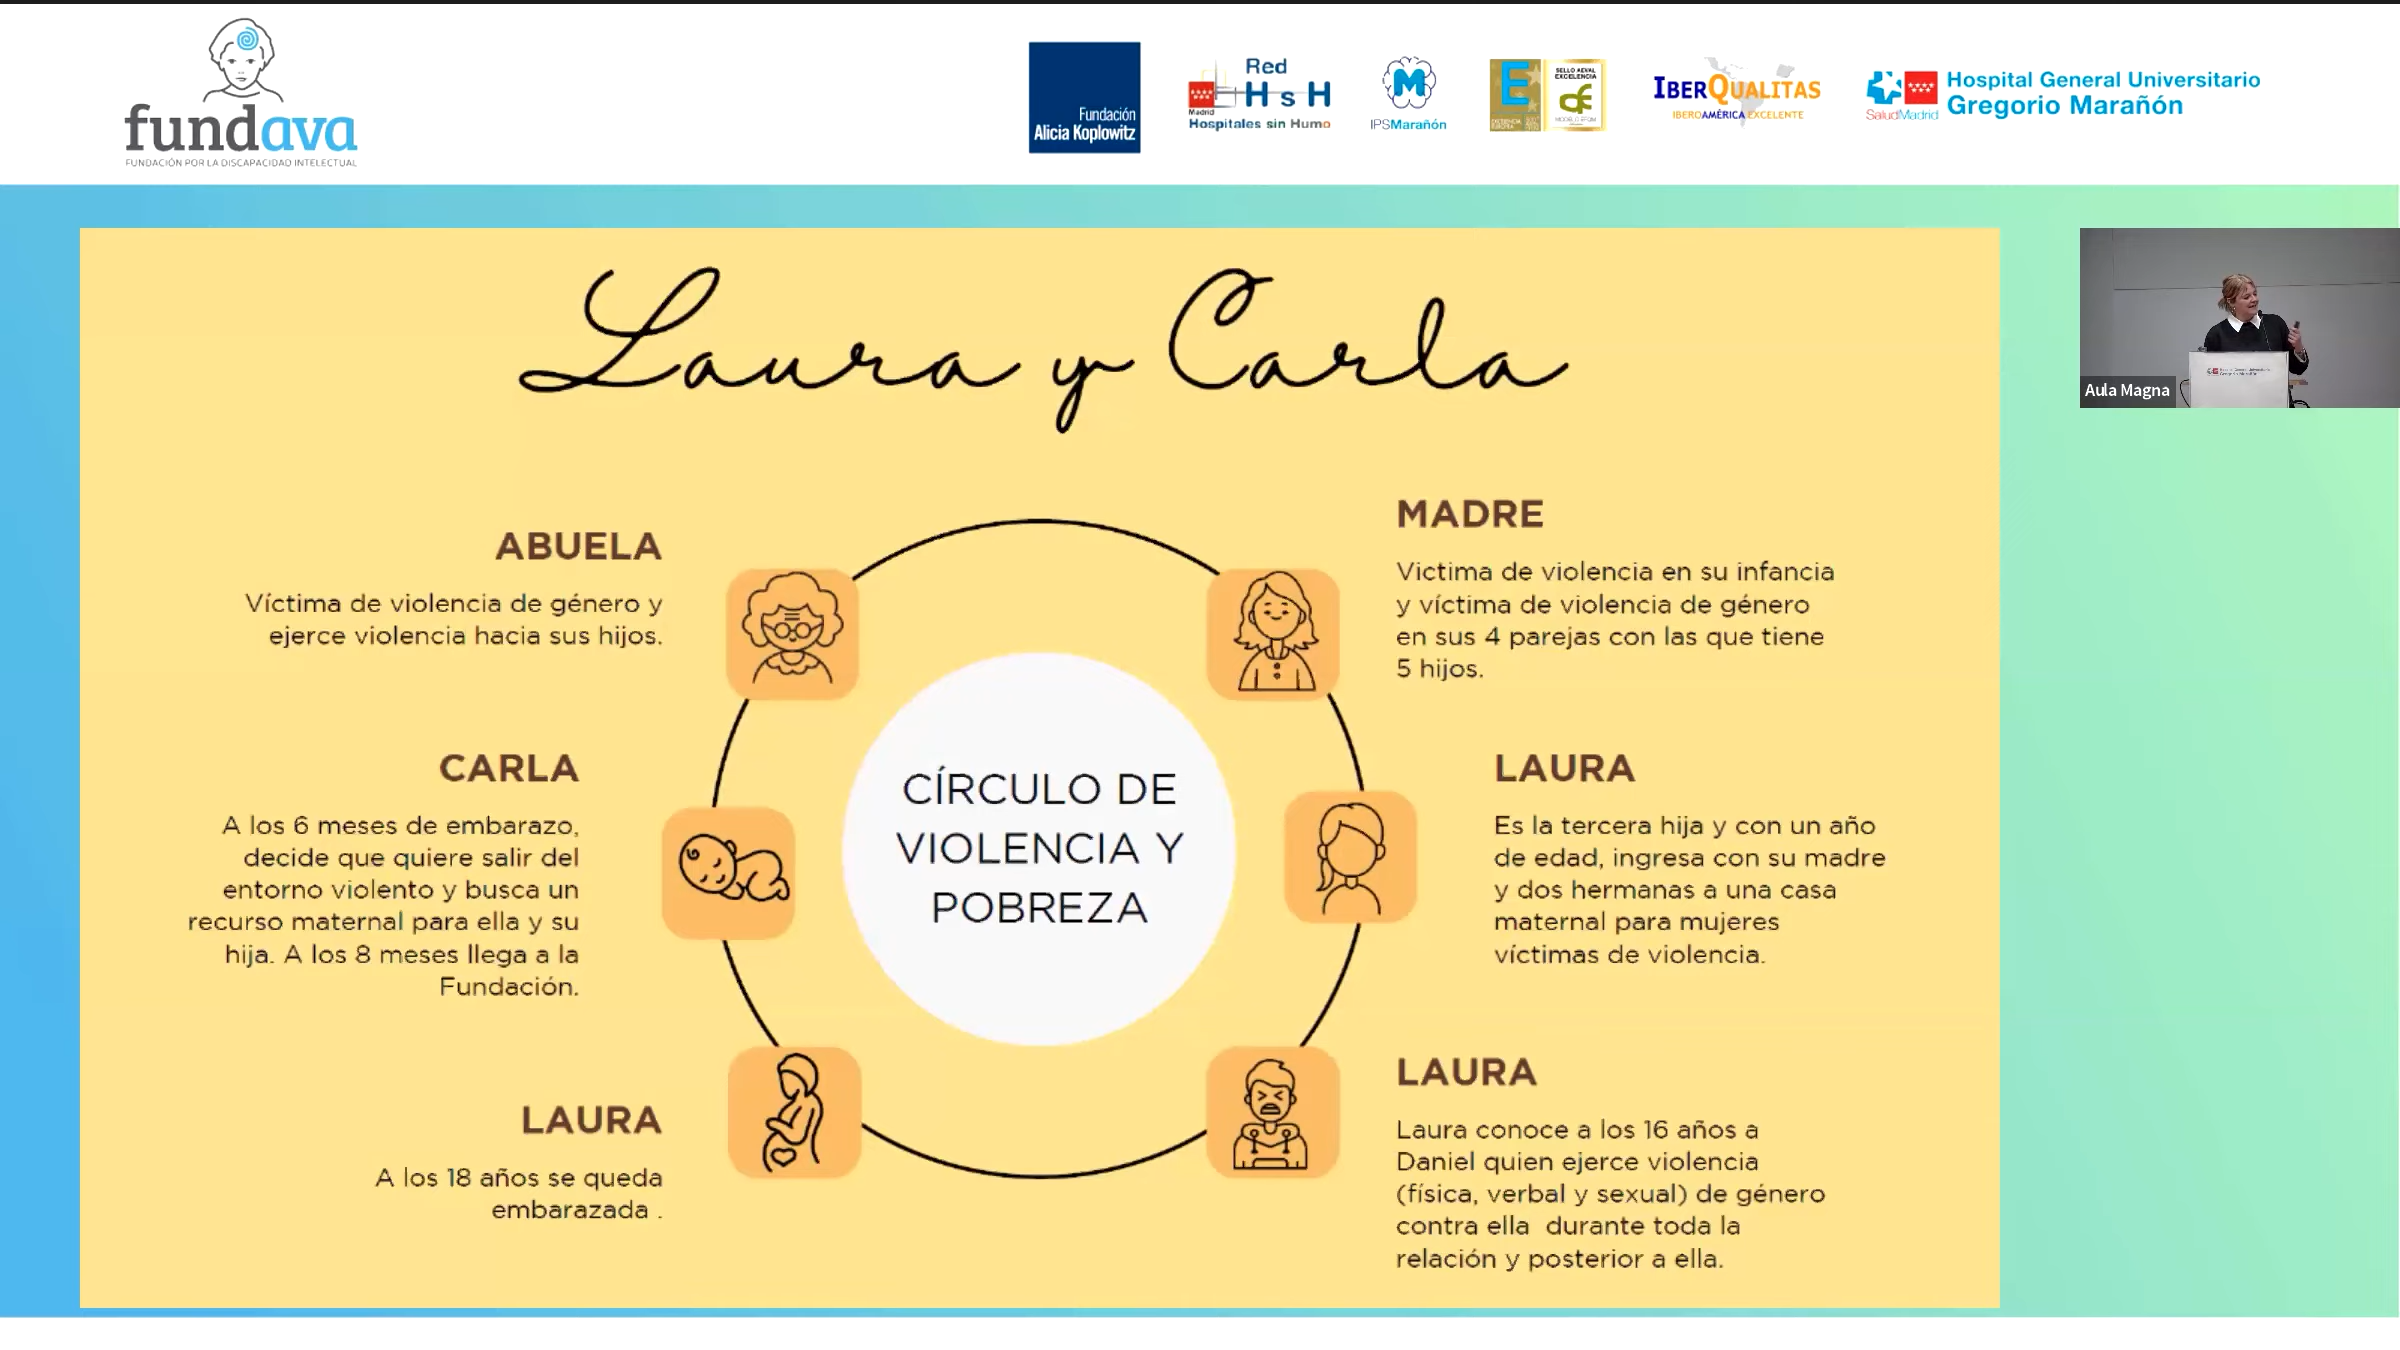 fundava
FUNDACIÓN POR LA DISCAPACIDAD INTELECTUAL
Fundación
Alicia Koplowitz
Red
HsH
Madrid
Hospitales sin Humo
M
IPSMarañón
E
SELLO AEVAL
EXCELENCIA
IBERQUALITAS
IBEROAMÉRICA EXCELENTE
SaludMadrid
Hospital General Universitario
Gregorio Marañón
Aula Magna
Laura y Carla
ABUELA
Víctima de violencia de género y
ejerce violencia hacia sus hijos.
MADRE
Victima de violencia en su infancia
y víctima de violencia de género
en sus 4 parejas con las que tiene
5 hijos.
CARLA
A los 6 meses de embarazo,
decide que quiere salir del
entorno violento y busca un
recurso maternal para ella y su
hija. A los 8 meses llega a la
Fundación.
CÍRCULO DE
VIOLENCIA Y
POBREZA
LAURA
Es la tercera hija y con un año
de edad, ingresa con su madre
y dos hermanas a una casa
maternal para mujeres
víctimas de violencia.
LAURA
A los 18 años se queda
embarazada .
LAURA
Laura conoce a los 16 años a
Daniel quien ejerce violencia
(física, verbal y sexual) de género
contra ella  durante toda la
relación y posterior a ella.